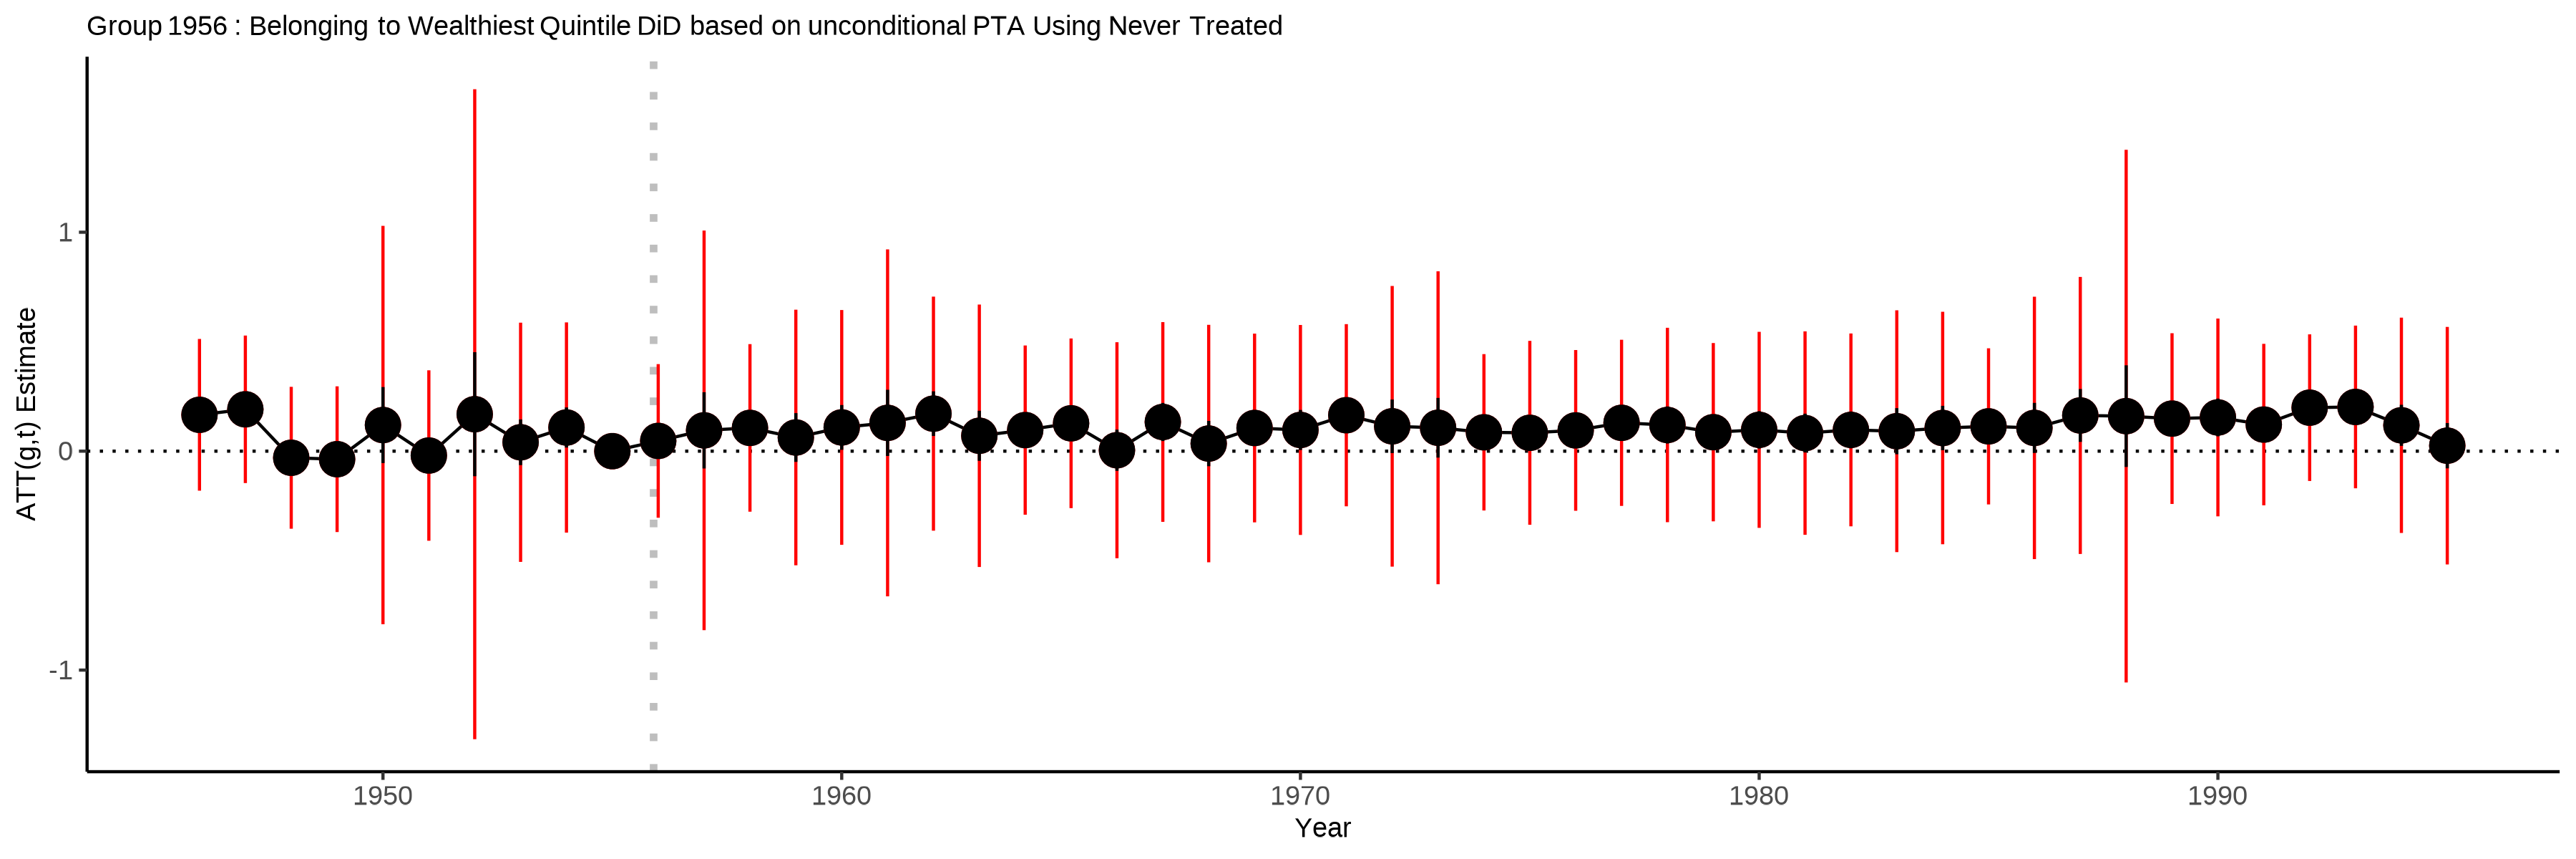 Group 1956 : Belonging to Wealthiest Quintile DiD based on unconditional PTA Using Never Treated
ATT(g,t) Estimate
1
0
-1
1950 1960 1970 1980 1990
Year